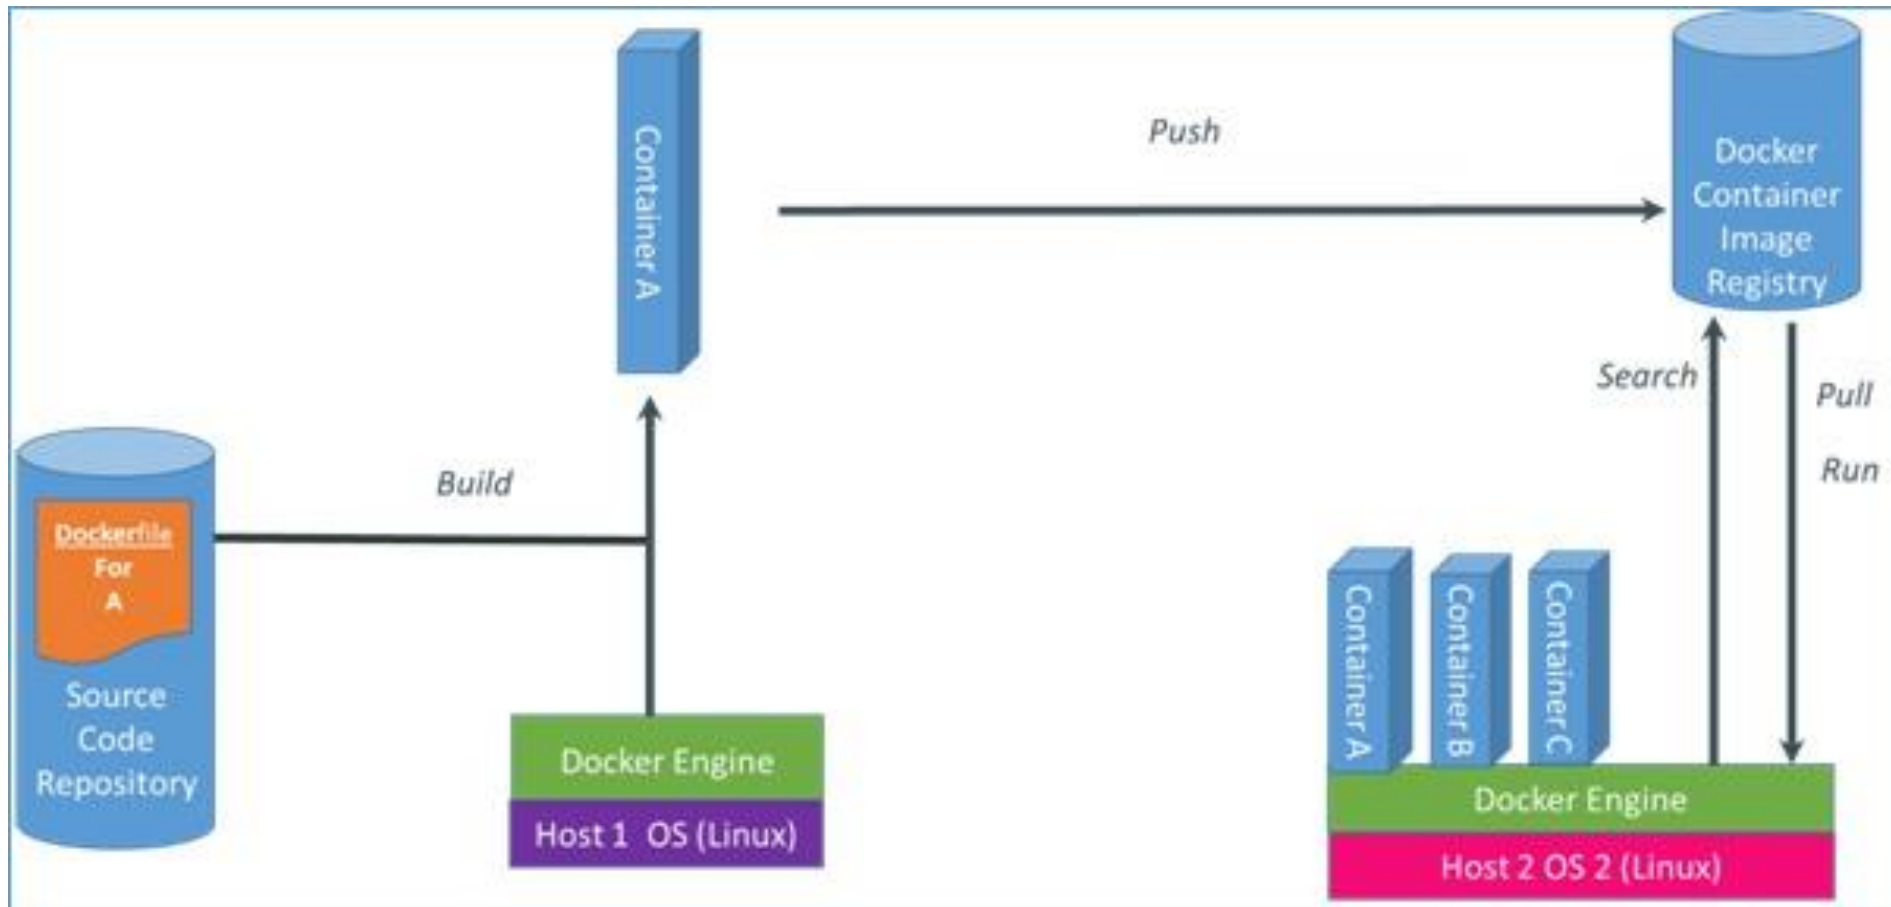 Container A
Push
Docker
Container
Image
Registry
Search
Pull
Run
Build
Dockerfile
For
A
Source
Code
Repository
Docker Engine
Host 1 OS (Linux)
Container A
Container B
Container C
Docker Engine
Host 2 OS 2 (Linux)